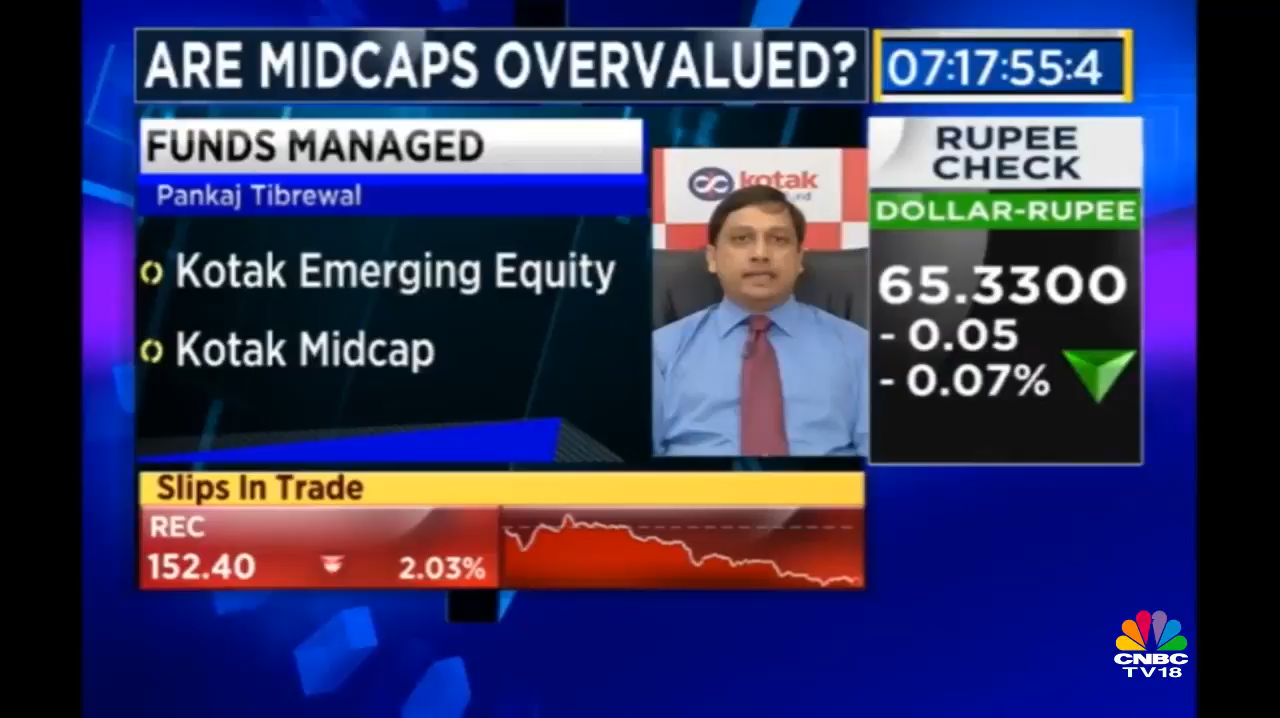 ARE MIDCAPS OVERVALUED?
07:17:55:4
FUNDS MANAGED
Pankaj Tibrewal
Kotak Emerging Equity
Kotak Midcap
kotak
RUPEE
CHECK
DOLLAR-RUPEE
65.3300
- 0.05
- 0.07%
Slips In Trade
REC
152.40
2.03%
CNBC
TV18